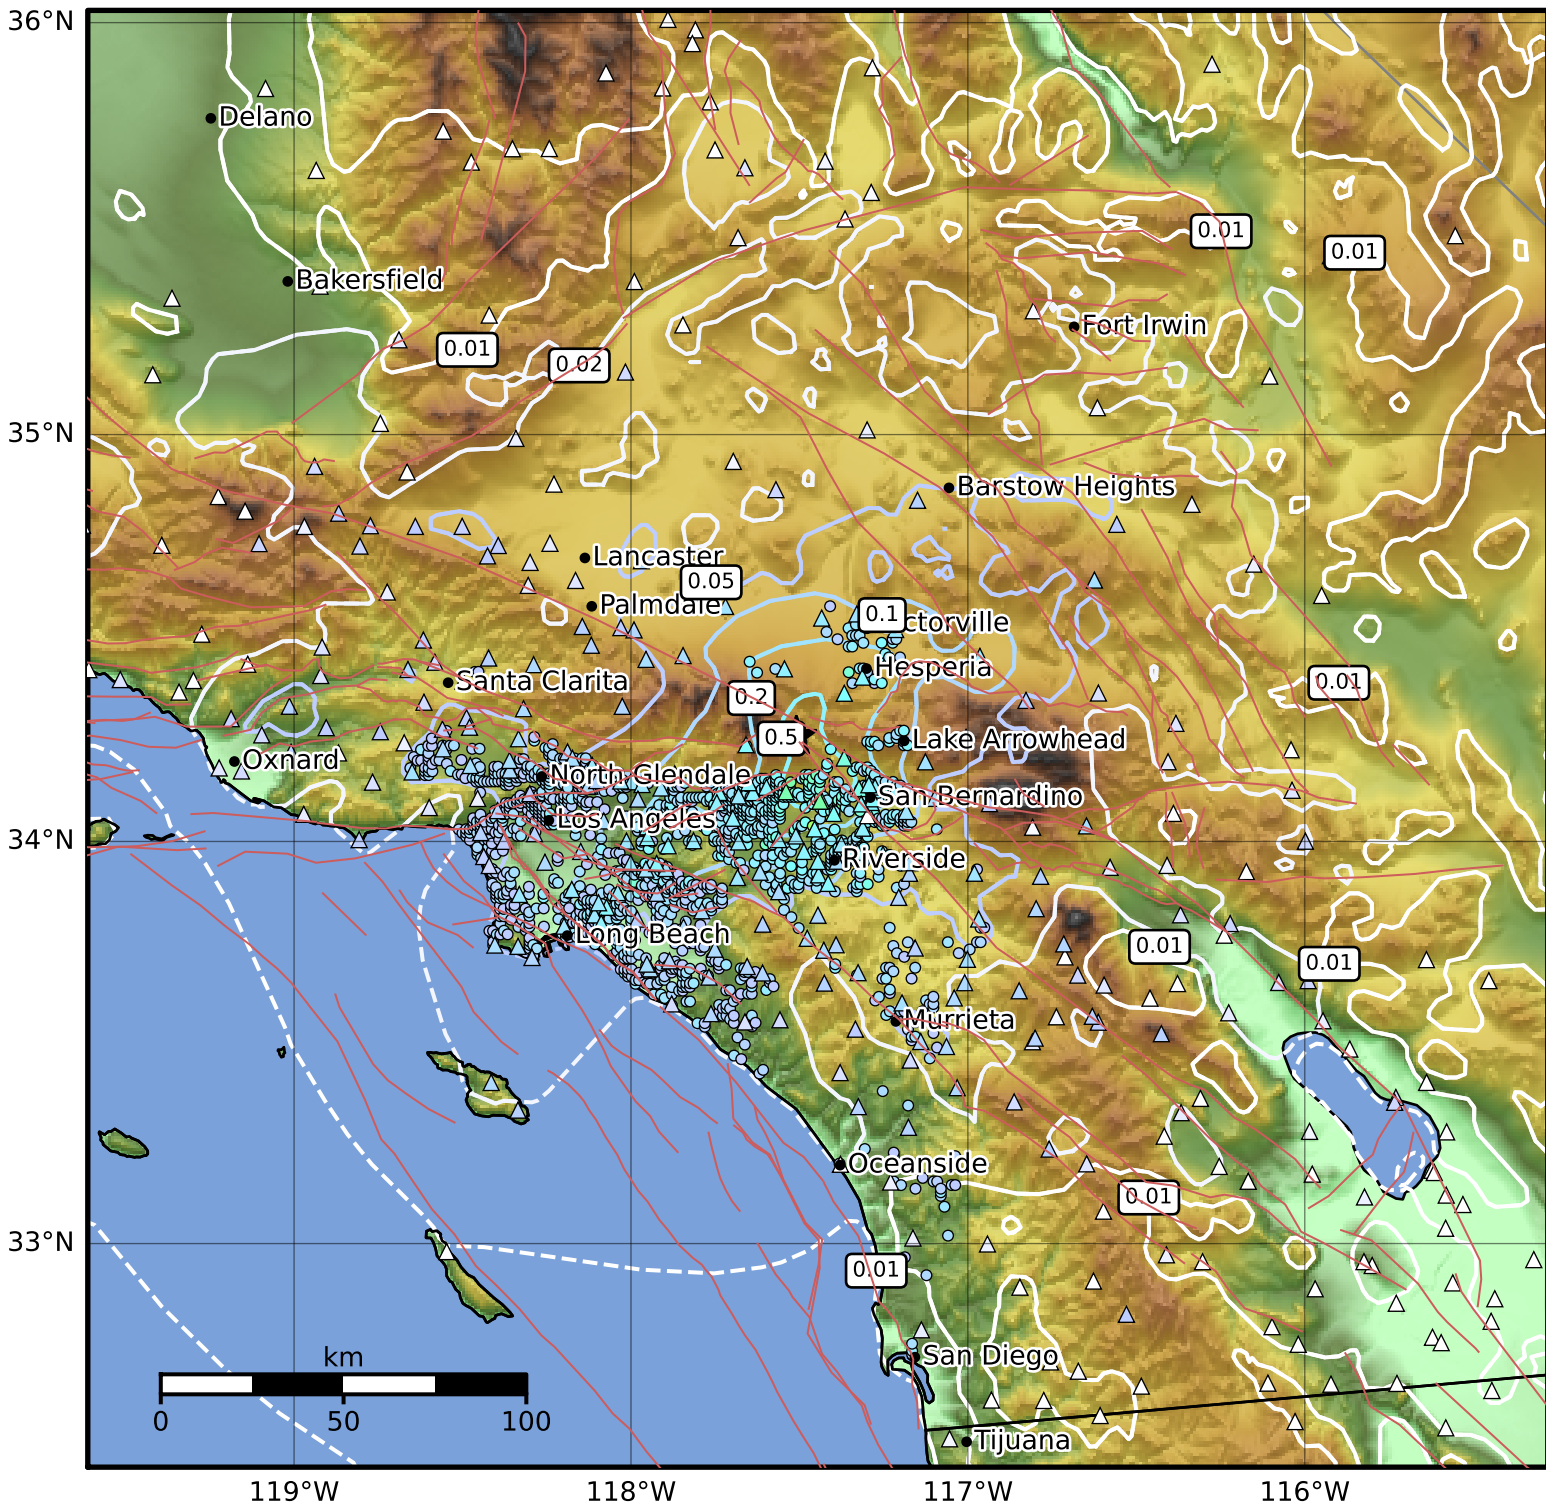 36°N
Delano
0.01
0.01
Bakersfield
Fort Irwin
0.01
0.02
35°N
Barstow Heights
Lancaster
0.05
Palmdale
0.1
ctorville
Hesperia
Santa Clarita
0.01
0.2
0.5
Lake Arrowhead
Oxnard
North Glendale
San Bernardino
Los Angeles
34°N
Riverside
Long Beach
0.01
0.01
Murrieta
Oceanside
0.01
33°N
0.01
San Diego
km
0 50 100
Tijuana
119°W 118°W 117°W 116°W